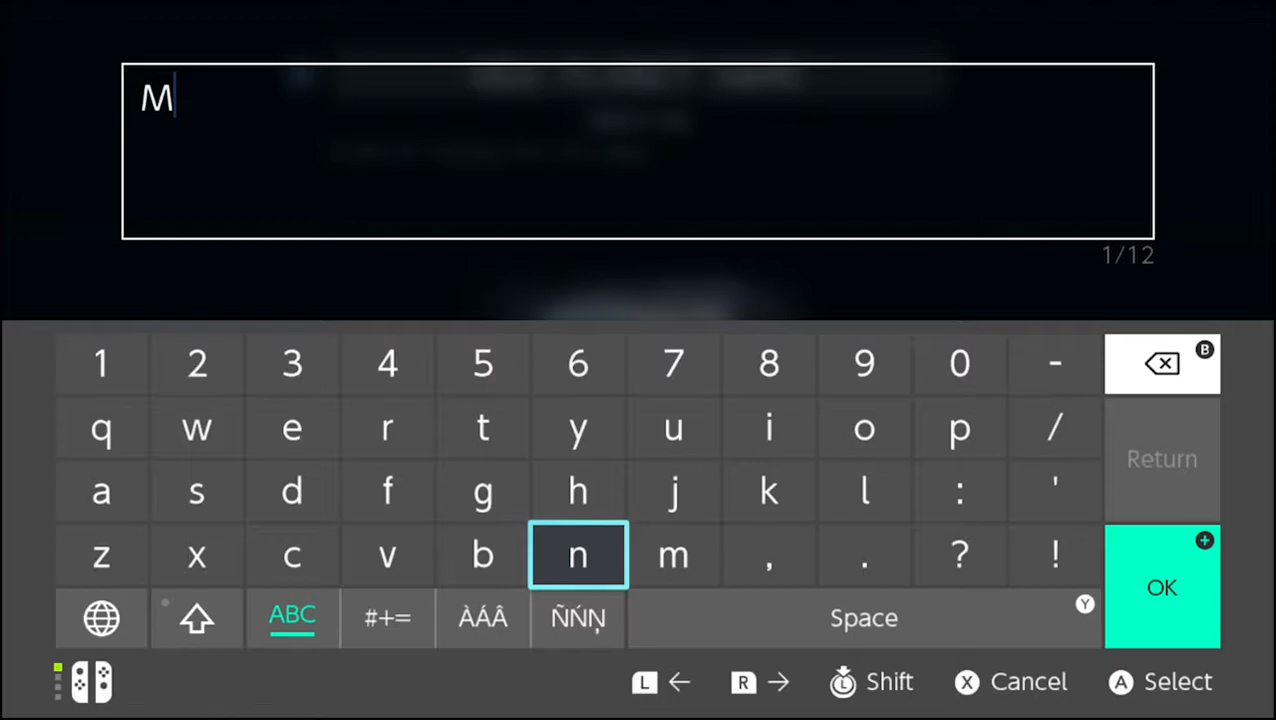 M
1/12
1 2 3 4 5 6 7 8 9 0 - B
q w e r t y u i o p /
Return
a s d f g h j k l : '
z x c v b n m , . ? ! +
OK
ABC #+= ÀÁÂ ÑŃŅ Space Y
L ← R → L Shift X Cancel A Select